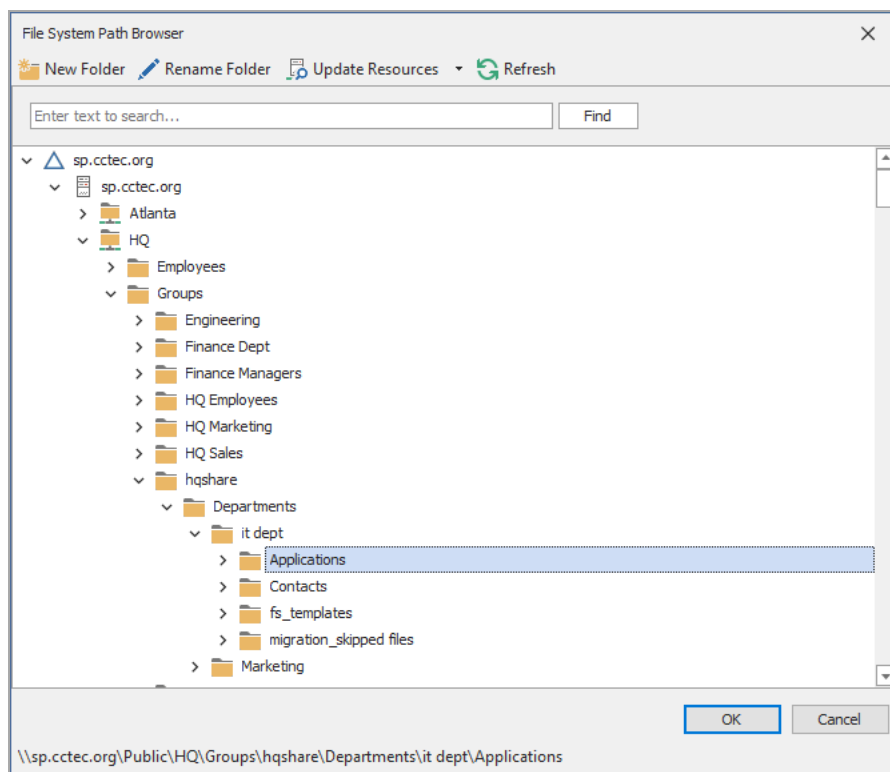 File System Path Browser
New Folder Rename Folder Update Resources Refresh
Enter text to search... Find
sp.cctec.org
sp.cctec.org
Atlanta
HQ
Employees
Groups
Engineering
Finance Dept
Finance Managers
HQ Employees
HQ Marketing
HQ Sales
hqshare
Departments
it dept
Applications
Contacts
fs_templates
migration_skipped files
Marketing
OK Cancel
\\sp.cctec.org\Public\HQ\Groups\hqshare\Departments\it dept\Applications